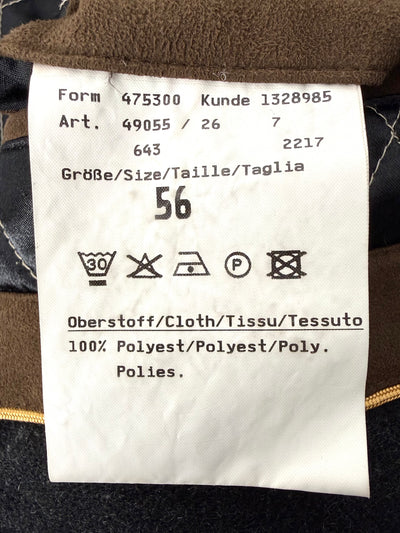 Form 475300 Kunde 1328985
Art. 49055 / 26 7
643 2217
Größe/Size/Taille/Taglia
56
30 P
Oberstoff/Cloth/Tissu/Tessuto
100% Polyest/Polyest/Poly.
Polies.